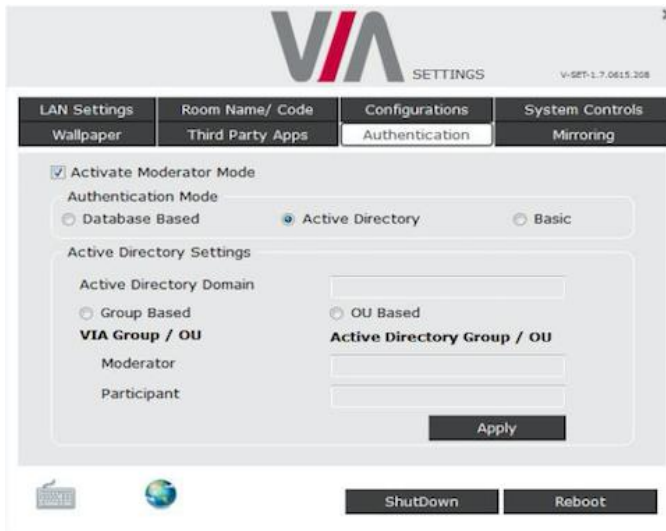 VIA
SETTINGS
V-SET-1.7.0615.208
LAN Settings Room Name/ Code Configurations System Controls
Wallpaper Third Party Apps Authentication Mirroring
Activate Moderator Mode
Authentication Mode
Database Based Active Directory Basic
Active Directory Settings
Active Directory Domain
Group Based OU Based
VIA Group / OU Active Directory Group / OU
Moderator
Participant
Apply
ShutDown Reboot